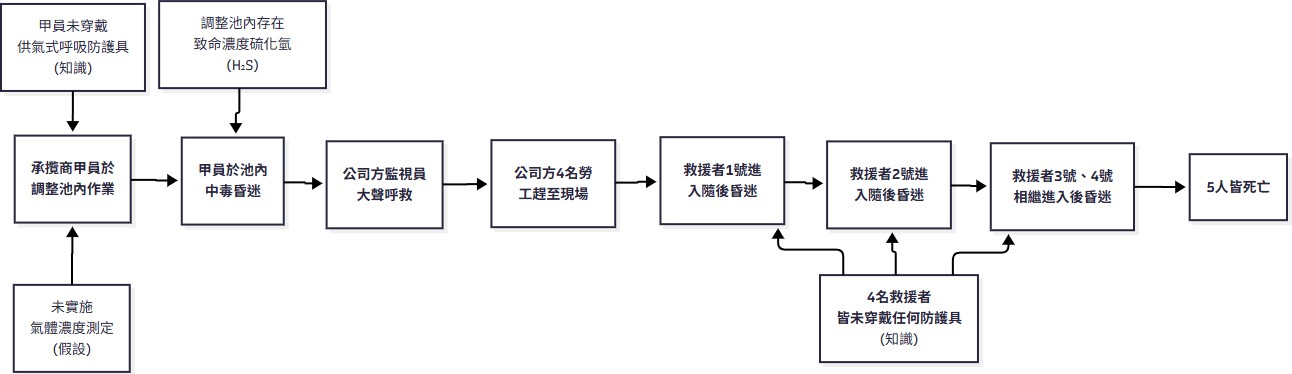 甲員未穿戴
供氣式呼吸防護具
(知識)
調整池內存在
致命濃度硫化氫
(H₂S)
承攬商甲員於
調整池內作業
甲員於池內
中毒昏迷
公司方監視員
大聲呼救
公司方4名勞
工趕至現場
救援者1號進
入隨後昏迷
救援者2號進
入隨後昏迷
救援者3號、4號
相繼進入後昏迷
5人皆死亡
未實施
氣體濃度測定
(假設)
4名救援者
皆未穿戴任何防護具
(知識)